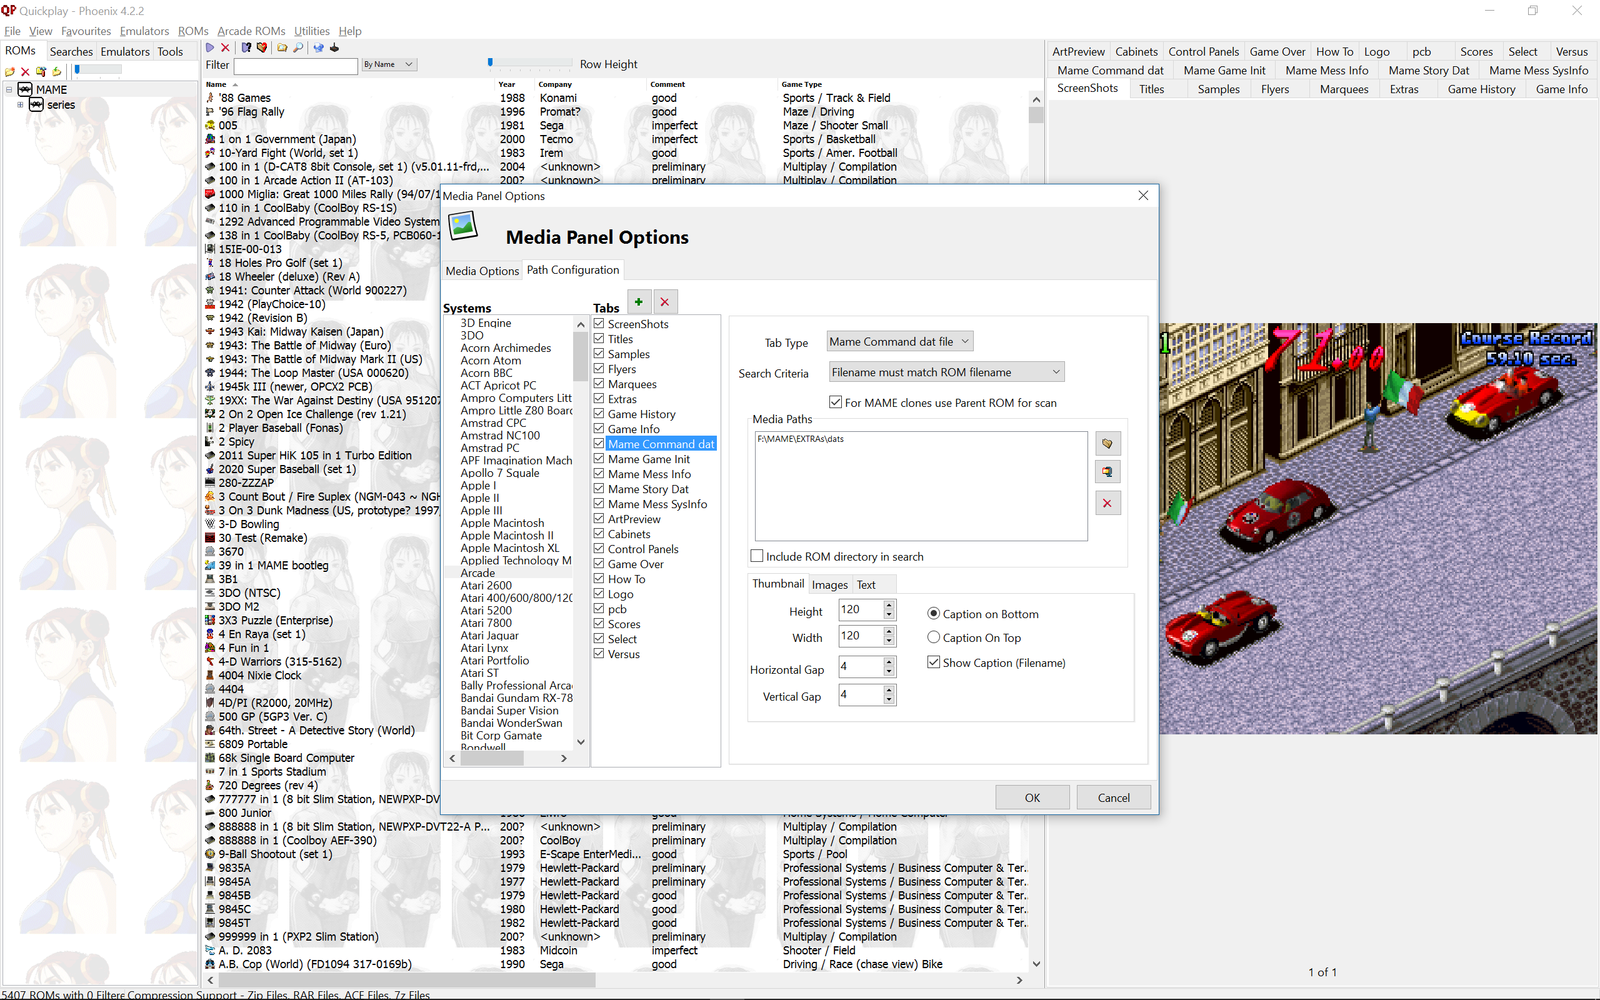 Quickplay - Phoenix 4.2.2
File View Favourites Emulators ROMs Arcade ROMs Utilities Help
ROMs Searches Emulators Tools
MAME
series
Filter By Name Row Height
Name Year Company Comment Game Type
'88 Games 1988 Konami good Sports / Track & Field
'96 Flag Rally 1996 Promat? good Maze / Driving
005 1981 Sega imperfect Maze / Shooter Small
1 on 1 Government (Japan) 2000 Tecmo imperfect Sports / Basketball
10-Yard Fight (World, set 1) 1983 Irem good Sports / Amer. Football
100 in 1 (D-CAT8 8bit Console, set 1) (v5.01.11-frd,... 2004 <unknown> preliminary Multiplay / Compilation
100 in 1 Arcade Action II (AT-103) 200? <unknown> preliminary Multiplay / Compilation
1000 Miglia: Great 1000 Miles Rally (94/07/1
110 in 1 CoolBaby (CoolBoy RS-1S)
1292 Advanced Programmable Video System
138 in 1 CoolBaby (CoolBoy RS-5, PCB060-1
15IE-00-013
18 Holes Pro Golf (set 1)
18 Wheeler (deluxe) (Rev A)
1941: Counter Attack (World 900227)
1942 (PlayChoice-10)
1942 (Revision B)
1943 Kai: Midway Kaisen (Japan)
1943: The Battle of Midway (Euro)
1943: The Battle of Midway Mark II (US)
1944: The Loop Master (USA 000620)
1945k III (newer, OPCX2 PCB)
19XX: The War Against Destiny (USA 951207
2 On 2 Open Ice Challenge (rev 1.21)
2 Player Baseball (Fonas)
2 Spicy
2011 Super HiK 105 in 1 Turbo Edition
2020 Super Baseball (set 1)
280-ZZZAP
3 Count Bout / Fire Suplex (NGM-043 ~ NGH
3 On 3 Dunk Madness (US, prototype? 1997
3-D Bowling
30 Test (Remake)
3670
39 in 1 MAME bootleg
3B1
3DO (NTSC)
3DO M2
3X3 Puzzle (Enterprise)
4 En Raya (set 1)
4 Fun in 1
4-D Warriors (315-5162)
4004 Nixie Clock
4404
4D/PI (R2000, 20MHz)
500 GP (5GP3 Ver. C)
64th. Street - A Detective Story (World)
6809 Portable
68k Single Board Computer
7 in 1 Sports Stadium
720 Degrees (rev 4)
777777 in 1 (8 bit Slim Station, NEWPXP-DV
800 Junior
888888 in 1 (8 bit Slim Station, NEWPXP-DVT22-A P... 200? <unknown> preliminary Multiplay / Compilation
888888 in 1 (Coolboy AEF-390) 200? CoolBoy preliminary Multiplay / Compilation
9-Ball Shootout (set 1) 1993 E-Scape EnterMedi... good Sports / Pool
9835A 1979 Hewlett-Packard preliminary Professional Systems / Business Computer & Ter..
9845A 1977 Hewlett-Packard preliminary Professional Systems / Business Computer & Ter..
9845B 1979 Hewlett-Packard good Professional Systems / Business Computer & Ter..
9845C 1980 Hewlett-Packard good Professional Systems / Business Computer & Ter..
9845T 1982 Hewlett-Packard good Professional Systems / Business Computer & Ter..
999999 in 1 (PXP2 Slim Station) 200? <unknown> preliminary Multiplay / Compilation
A. D. 2083 1983 Midcoin imperfect Shooter / Field
A.B. Cop (World) (FD1094 317-0169b) 1990 Sega good Driving / Race (chase view) Bike
5407 ROMs with 0 Filtere Compression Support - Zip Files, RAR Files, ACE Files, 7z Files
Media Panel Options
Media Panel Options
Media Options Path Configuration
Systems
3D Engine
3DO
Acorn Archimedes
Acorn Atom
Acorn BBC
ACT Apricot PC
Ampro Computers Litt
Ampro Little Z80 Board
Amstrad CPC
Amstrad NC100
Amstrad PC
APF Imagination Mach
Apollo 7 Squale
Apple I
Apple II
Apple III
Apple Macintosh
Apple Macintosh II
Apple Macintosh XL
Applied Technology M
Arcade
Atari 2600
Atari 400/600/800/120
Atari 5200
Atari 7800
Atari Jaguar
Atari Lynx
Atari Portfolio
Atari ST
Bally Professional Arca
Bandai Gundam RX-78
Bandai Super Vision
Bandai WonderSwan
Bit Corp Gamate
Bondwell
Tabs
ScreenShots
Titles
Samples
Flyers
Marquees
Extras
Game History
Game Info
Mame Command dat
Mame Game Init
Mame Mess Info
Mame Story Dat
Mame Mess SysInfo
ArtPreview
Cabinets
Control Panels
Game Over
How To
Logo
pcb
Scores
Select
Versus
Tab Type Mame Command dat file
Search Criteria Filename must match ROM filename
For MAME clones use Parent ROM for scan
Media Paths
F:\MAME\EXTRAs\dats
Include ROM directory in search
Thumbnail Images Text
Height 120
Width 120
Horizontal Gap 4
Vertical Gap 4
Caption on Bottom
Caption On Top
Show Caption (Filename)
OK Cancel
ArtPreview Cabinets Control Panels Game Over How To Logo pcb Scores Select Versus
Mame Command dat Mame Game Init Mame Mess Info Mame Story Dat Mame Mess SysInfo
ScreenShots Titles Samples Flyers Marquees Extras Game History Game Info
71.00
Course Record
59.10 sec.
1 of 1